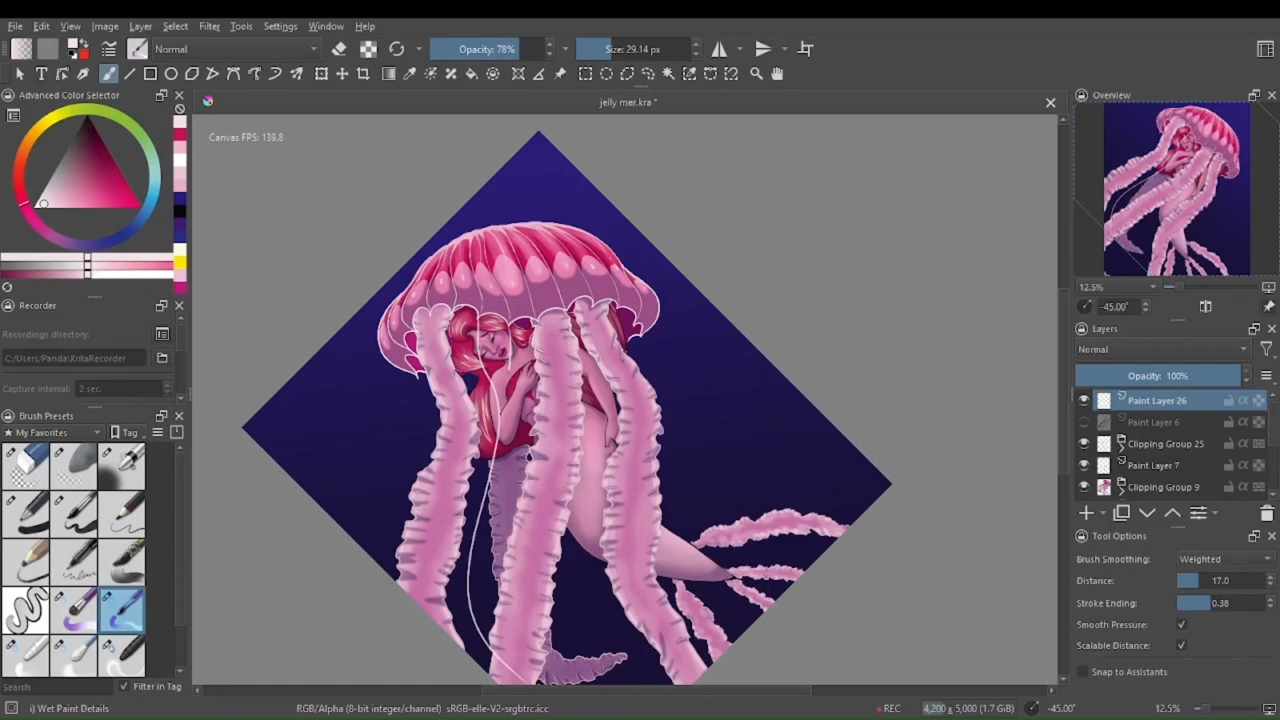 File Edit View Image Layer Select Filter Tools Settings Window Help
Normal Opacity: 78% Size: 29.14 px
Advanced Color Selector
jelly mer.kra *
Overview
Canvas FPS: 139.8
12.5%
-45.00°
Recorder
Recordings directory:
C:/Users/Panda/KritaRecorder
Capture interval: 2 sec.
Layers
Normal
Opacity: 100%
Paint Layer 26
Paint Layer 6
Clipping Group 25
Paint Layer 7
Clipping Group 9
Brush Presets
My Favorites Tag
Tool Options
Brush Smoothing: Weighted
Distance: 17.0
Stroke Ending: 0.38
Smooth Pressure:
Scalable Distance:
Snap to Assistants
Search Filter in Tag
i) Wet Paint Details RGB/Alpha (8-bit integer/channel) sRGB-elle-V2-srgbtrc.icc REC 4,200 x 5,000 (1.7 GiB) -45.00° 12.5%